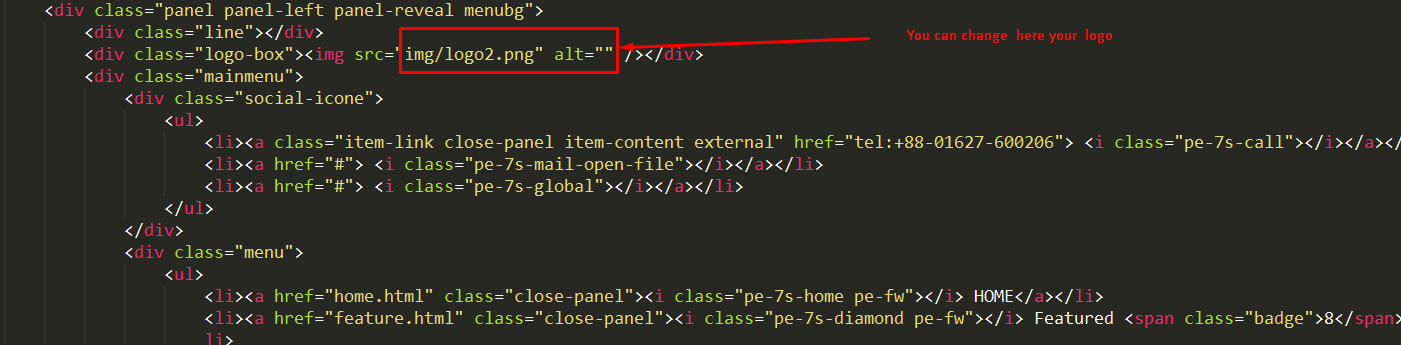 <div class="panel panel-left panel-reveal menubg">
<div class="line"></div>
<div class="logo-box"><img src="img/logo2.png" alt="" /></div>
You can change here your logo
<div class="mainmenu">
<div class="social-icone">
<ul>
<li><a class="item-link close-panel item-content external" href="tel:+88-01627-600206"> <i class="pe-7s-call"></i></a></
<li><a href="#"> <i class="pe-7s-mail-open-file"></i></a></li>
<li><a href="#"> <i class="pe-7s-global"></i></a></li>
</ul>
</div>
<div class="menu">
<ul>
<li><a href="home.html" class="close-panel"><i class="pe-7s-home pe-fw"></i> HOME</a></li>
<li><a href="feature.html" class="close-panel"><i class="pe-7s-diamond pe-fw"></i> Featured <span class="badge">8</span>
li>